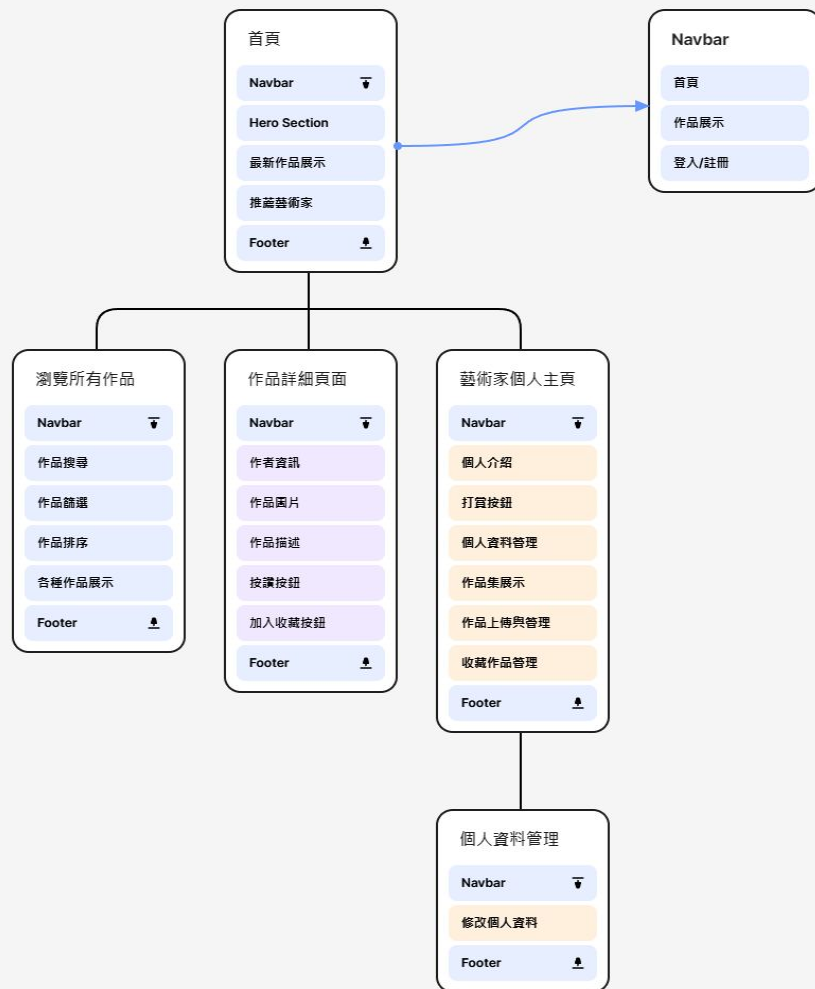 首頁
Navbar
Hero Section
最新作品展示
推薦藝術家
Footer
Navbar
首頁
作品展示
登入/註冊
瀏覽所有作品
Navbar
作品搜尋
作品篩選
作品排序
各種作品展示
Footer
作品詳細頁面
Navbar
作者資訊
作品圖片
作品描述
按讚按鈕
加入收藏按鈕
Footer
藝術家個人主頁
Navbar
個人介紹
打賞按鈕
個人資料管理
作品集展示
作品上傳與管理
收藏作品管理
Footer
個人資料管理
Navbar
修改個人資料
Footer